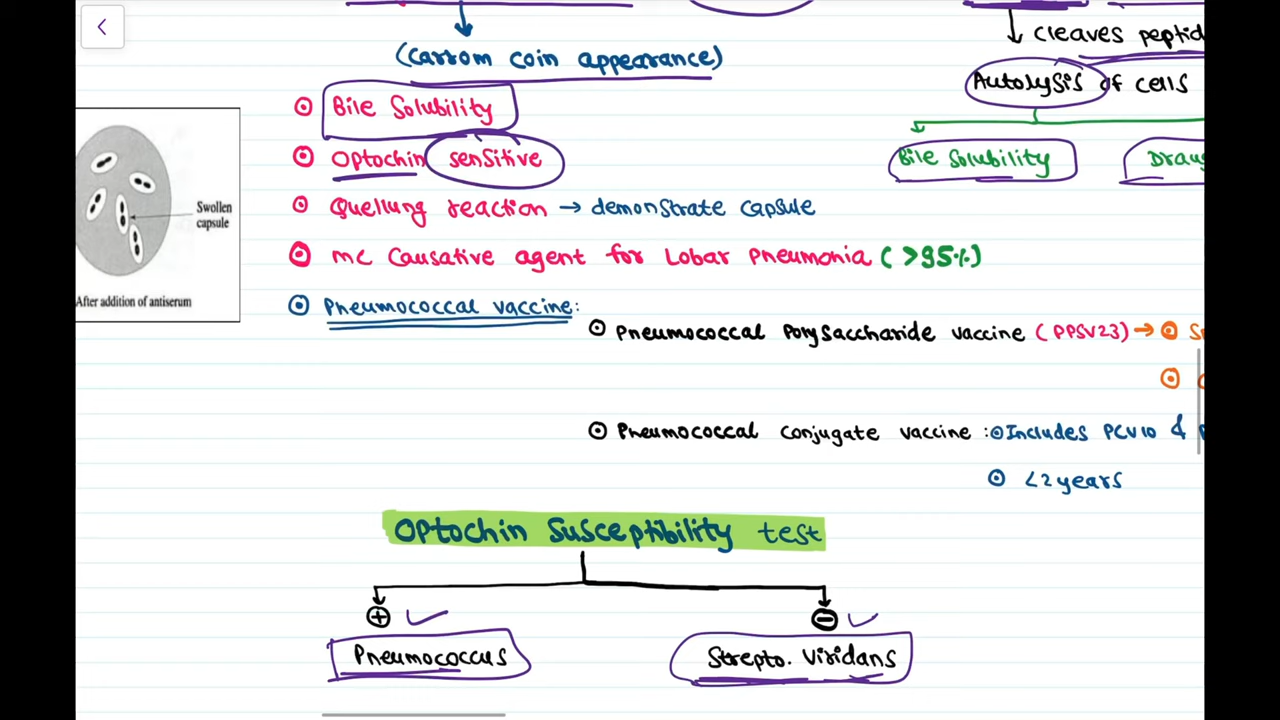 (Carrom coin appearance)
Bile Solubility
Optochin sensitive
Quellung reaction → demonstrate capsule
mc Causative agent for Lobar Pneumonia (>95%)
Pneumococcal vaccine:
Pneumococcal Polysaccharide vaccine (PPSV23) →
Pneumococcal conjugate vaccine : Includes PCV10 &
<2 years
cleaves peptid
Autolysis of cells
Bile Solubility
Draug
Swollen
capsule
After addition of antiserum
Optochin Susceptibility test
+
−
Pneumococcus
Strepto. Viridans